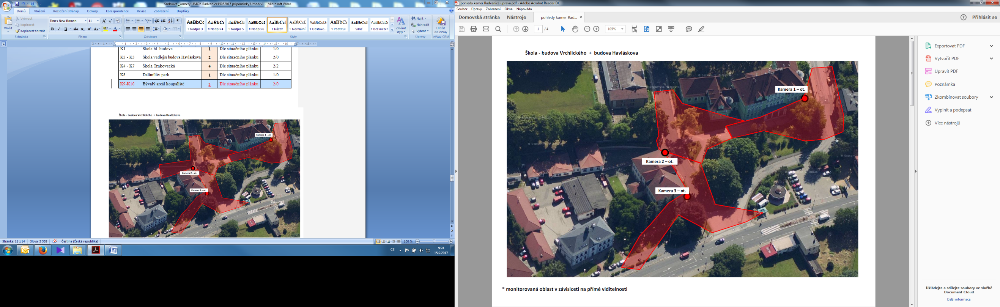 Smlouva _kamery UMOb Radvanice15082017 pripominky Umob v1 - Microsoft Word
Domů Vložení Rozložení stránky Odkazy Korespondence Revize Zobrazení Doplňky
Vložit
Vyjmout
Kopírovat
Kopírovat formát
Schránka
Times New Roman 11
Písmo
Odstavec
AaBbCc AaBbCc AaBbCc AaBbCcI AaBbCcl AaBbCcI AaBbCcDc AaBbCc AaBbCcI AaBbCcDc
¶ Nadpis 3 ¶ Nadpis 4 ¶ Nadpis 5 ¶ Nadpis 6 ¶ Název ¶ Normální ¶ Odstave... ¶ Podtitul Silné ¶ Bez mezer
Styly
Změnit styly
Najít
Nahradit
Vybrat
Úpravy
Uložit do eWay
eWay-CRM
K1 Škola hl. budova 1 Dle situačního plánku 1/0
K2 - K3 Škola vedlejší budova Havláskova 2 Dle situačního plánku 2/0
K4 - K7 Škola Trnkovecká 4 Dle situačního plánku 2/2
K8 Dalimilův park 1 Dle situačního plánku 1/0
K9-K10 Bývalý areál koupaliště 2 Dle situačního plánku 2/0
Škola - budova Vrchlického + budova Havláskova
Kamera 1 – ot.
Kamera 2 – ot.
Kamera 3 – ot.
Stránka: 11 z 14 Slova: 3 558 Čeština (Česká republika) 100 %
CS
9:24
15.9.2017
pohledy kamer Radvanice uprava.pdf - Adobe Acrobat Reader DC
Soubor Úpravy Zobrazení Okna Nápověda
Domovská stránka Nástroje pohledy kamer Rad... × Přihlásit se
1 / 4 105%
Škola - budova Vrchlického + budova Havláskova
Kamera 1 – ot.
Kamera 2 – ot.
Kamera 3 – ot.
* monitorovaná oblast v závislosti na přímé viditelnosti
Exportovat PDF
Vytvořit PDF
Upravit PDF
Poznámka
Zkombinovat soubory
Vyplnit a podepsat
Více nástrojů
Ukládejte a sdílejte soubory ve službě
Document Cloud
Další informace